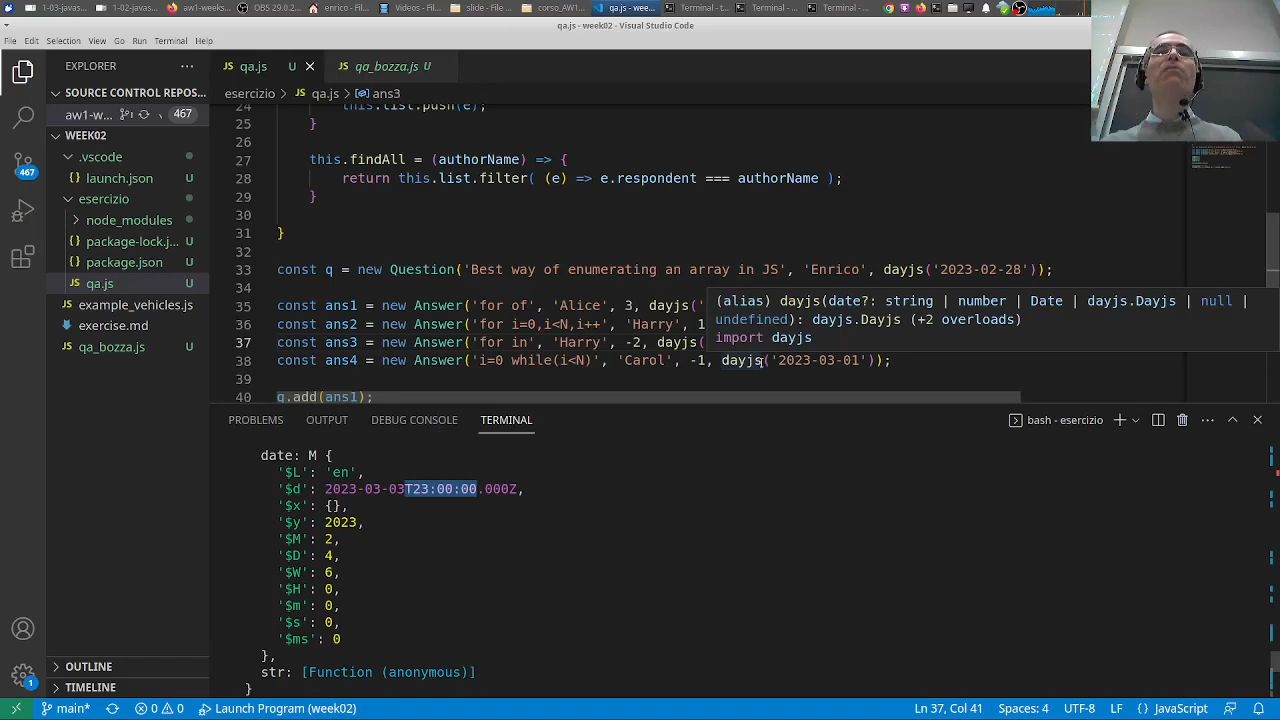 1-03-javas...
1-02-javas...
aw1-weeks...
OBS 29.0.2...
enrico - Fi...
Videos - Fil...
slide - File...
corso_AW1...
qa.js - wee...
Terminal - t...
Terminal - ...
Terminal - ...
qa.js - week02 - Visual Studio Code
File Edit Selection View Go Run Terminal Help
EXPLORER ...
qa.js U
qa_bozza.js U
SOURCE CONTROL REPOS...
aw1-w... 467
WEEK02
.vscode
launch.json U
esercizio
node_modules
package-lock.j... U
package.json U
qa.js U
example_vehicles.js U
exercise.md U
qa_bozza.js U
OUTLINE
TIMELINE
467
1
esercizio > qa.js > ans3
24 this.list.push(e);
25 }
26
27 this.findAll = (authorName) => {
28 return this.list.filter( (e) => e.respondent === authorName );
29 }
30
31 }
32
33 const q = new Question('Best way of enumerating an array in JS', 'Enrico', dayjs('2023-02-28'));
35 const ans1 = new Answer('for of', 'Alice', 3, dayjs('
36 const ans2 = new Answer('for i=0,i<N,i++', 'Harry', 1
37 const ans3 = new Answer('for in', 'Harry', -2, dayjs(
38 const ans4 = new Answer('i=0 while(i<N)', 'Carol', -1, dayjs('2023-03-01'));
39
40 q.add(ans1);
(alias) dayjs(date?: string | number | Date | dayjs.Dayjs | null |
undefined): dayjs.Dayjs (+2 overloads)
import dayjs
PROBLEMS OUTPUT DEBUG CONSOLE TERMINAL
bash - esercizio
date: M {
'$L': 'en',
'$d': 2023-03-03T23:00:00.000Z,
'$x': {},
'$y': 2023,
'$M': 2,
'$D': 4,
'$W': 6,
'$H': 0,
'$m': 0,
'$s': 0,
'$ms': 0
},
str: [Function (anonymous)]
}
main* 0 0 Launch Program (week02) Ln 37, Col 41 Spaces: 4 UTF-8 LF {} JavaScript